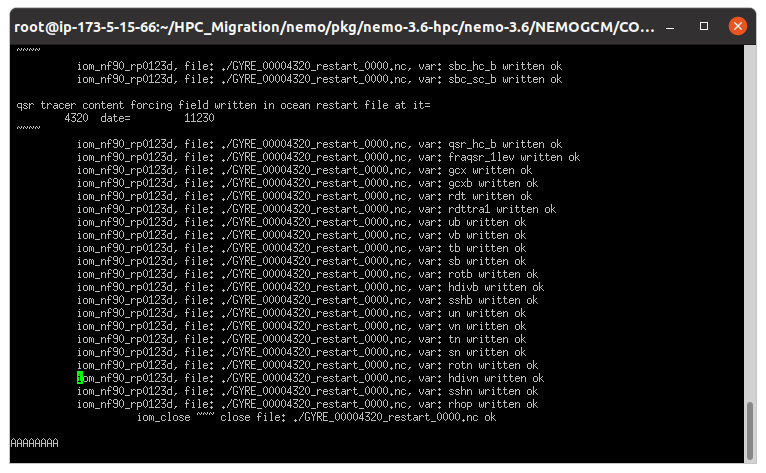 root@ip-173-5-15-66:~/HPC_Migration/nemo/pkg/nemo-3.6-hpc/nemo-3.6/NEMOGCM/CO...
~~~~
iom_nf90_rp0123d, file: ./GYRE_00004320_restart_0000.nc, var: sbc_hc_b written ok
iom_nf90_rp0123d, file: ./GYRE_00004320_restart_0000.nc, var: sbc_sc_b written ok
qsr tracer content forcing field written in ocean restart file at it=
4320  date=        11230
~~~~
iom_nf90_rp0123d, file: ./GYRE_00004320_restart_0000.nc, var: qsr_hc_b written ok
iom_nf90_rp0123d, file: ./GYRE_00004320_restart_0000.nc, var: fraqsr_1lev written ok
iom_nf90_rp0123d, file: ./GYRE_00004320_restart_0000.nc, var: gcx written ok
iom_nf90_rp0123d, file: ./GYRE_00004320_restart_0000.nc, var: gcxb written ok
iom_nf90_rp0123d, file: ./GYRE_00004320_restart_0000.nc, var: rdt written ok
iom_nf90_rp0123d, file: ./GYRE_00004320_restart_0000.nc, var: rdttra1 written ok
iom_nf90_rp0123d, file: ./GYRE_00004320_restart_0000.nc, var: ub written ok
iom_nf90_rp0123d, file: ./GYRE_00004320_restart_0000.nc, var: vb written ok
iom_nf90_rp0123d, file: ./GYRE_00004320_restart_0000.nc, var: tb written ok
iom_nf90_rp0123d, file: ./GYRE_00004320_restart_0000.nc, var: sb written ok
iom_nf90_rp0123d, file: ./GYRE_00004320_restart_0000.nc, var: rotb written ok
iom_nf90_rp0123d, file: ./GYRE_00004320_restart_0000.nc, var: hdivb written ok
iom_nf90_rp0123d, file: ./GYRE_00004320_restart_0000.nc, var: sshb written ok
iom_nf90_rp0123d, file: ./GYRE_00004320_restart_0000.nc, var: un written ok
iom_nf90_rp0123d, file: ./GYRE_00004320_restart_0000.nc, var: vn written ok
iom_nf90_rp0123d, file: ./GYRE_00004320_restart_0000.nc, var: tn written ok
iom_nf90_rp0123d, file: ./GYRE_00004320_restart_0000.nc, var: sn written ok
iom_nf90_rp0123d, file: ./GYRE_00004320_restart_0000.nc, var: rotn written ok
iom_nf90_rp0123d, file: ./GYRE_00004320_restart_0000.nc, var: hdivn written ok
iom_nf90_rp0123d, file: ./GYRE_00004320_restart_0000.nc, var: sshn written ok
iom_nf90_rp0123d, file: ./GYRE_00004320_restart_0000.nc, var: rhop written ok
iom_close ~~~ close file: ./GYRE_00004320_restart_0000.nc ok
AAAAAAAA